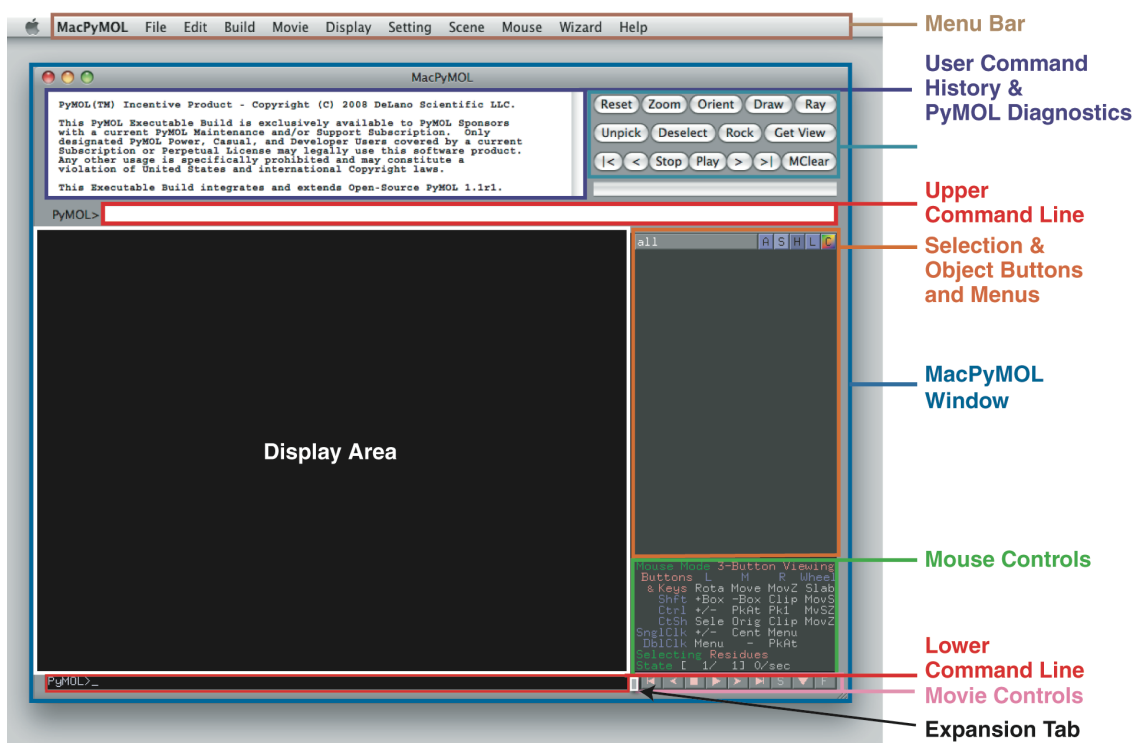 MacPyMOL File Edit Build Movie Display Setting Scene Mouse Wizard Help
Menu Bar
MacPyMOL
User Command
History &
PyMOL Diagnostics
PyMOL(TM) Incentive Product - Copyright (C) 2008 DeLano Scientific LLC.
This PyMOL Executable Build is exclusively available to PyMOL Sponsors
with a current PyMOL Maintenance and/or Support Subscription. Only
designated PyMOL Power, Casual, and Developer Users covered by a current
Subscription or Perpetual License may legally use this software product.
Any other usage is specifically prohibited and may constitute a
violation of United States and international Copyright laws.
This Executable Build integrates and extends Open-Source PyMOL 1.1r1.
Reset Zoom Orient Draw Ray
Unpick Deselect Rock Get View
|< < Stop Play > >| MClear
PyMOL>
Upper
Command Line
all A S H L C
Selection &
Object Buttons
and Menus
MacPyMOL
Window
Display Area
Mouse Controls
Mouse Mode 3-Button Viewing
Buttons L M R Wheel
& Keys Rota Move MovZ Slab
Shft +Box -Box Clip MovS
Ctrl +/- PkAt Pk1 MvSZ
CtSh Sele Orig Clip MovZ
SnglClk +/- Cent Menu
DblClk Menu - PkAt
Selecting Residues
State [ 1/ 1] 0/sec
PyMOL>_
S F
Lower
Command Line
Movie Controls
Expansion Tab